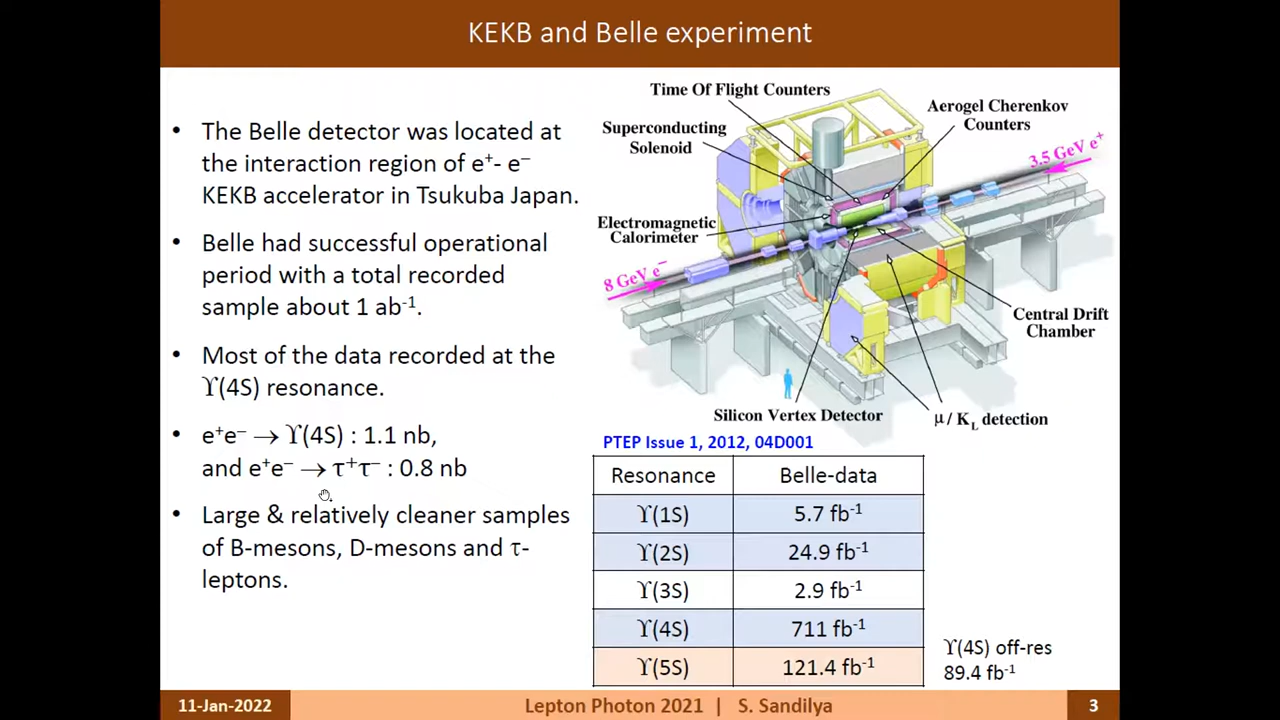 KEKB and Belle experiment
• The Belle detector was located at
the interaction region of e⁺- e⁻
KEKB accelerator in Tsukuba Japan.
• Belle had successful operational
period with a total recorded
sample about 1 ab⁻¹.
• Most of the data recorded at the
ϒ(4S) resonance.
• e⁺e⁻ → ϒ(4S) : 1.1 nb,
and e⁺e⁻ → τ⁺τ⁻ : 0.8 nb
• Large & relatively cleaner samples
of B-mesons, D-mesons and τ-
leptons.
Time Of Flight Counters
Aerogel Cherenkov
Counters
Superconducting
Solenoid
3.5 GeV e⁺
Electromagnetic
Calorimeter
8 GeV e⁻
Central Drift
Chamber
Silicon Vertex Detector
μ / K_L detection
PTEP Issue 1, 2012, 04D001
Resonance Belle-data
ϒ(1S) 5.7 fb⁻¹
ϒ(2S) 24.9 fb⁻¹
ϒ(3S) 2.9 fb⁻¹
ϒ(4S) 711 fb⁻¹
ϒ(5S) 121.4 fb⁻¹
ϒ(4S) off-res
89.4 fb⁻¹
11-Jan-2022 Lepton Photon 2021 | S. Sandilya 3